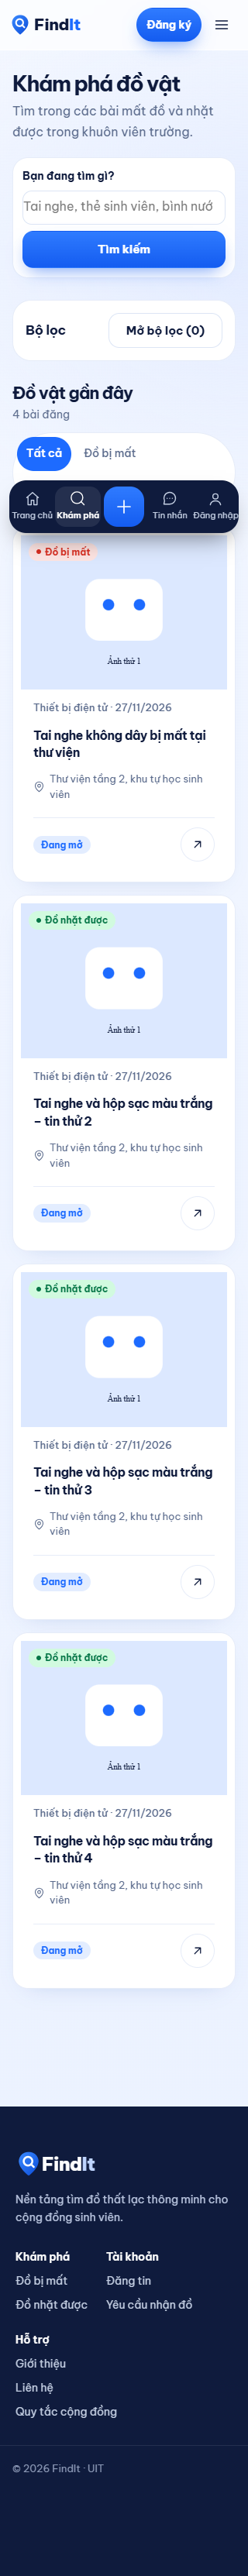 FindIt
Đăng ký
Khám phá đồ vật
Tìm trong các bài mất đồ và nhặt
được trong khuôn viên trường.
Bạn đang tìm gì?
Tai nghe, thẻ sinh viên, bình nướ
Tìm kiếm
Bộ lọc
Mở bộ lọc (0)
Đồ vật gần đây
4 bài đăng
Tất cả
Đồ bị mất
Trang chủ
Khám phá
Tin nhắn
Đăng nhập
Đồ bị mất
Ảnh thử 1
Thiết bị điện tử · 27/11/2026
Tai nghe không dây bị mất tại
thư viện
Thư viện tầng 2, khu tự học sinh
viên
Đang mở
Đồ nhặt được
Ảnh thử 1
Thiết bị điện tử · 27/11/2026
Tai nghe và hộp sạc màu trắng
– tin thử 2
Thư viện tầng 2, khu tự học sinh
viên
Đang mở
Đồ nhặt được
Ảnh thử 1
Thiết bị điện tử · 27/11/2026
Tai nghe và hộp sạc màu trắng
– tin thử 3
Thư viện tầng 2, khu tự học sinh
viên
Đang mở
Đồ nhặt được
Ảnh thử 1
Thiết bị điện tử · 27/11/2026
Tai nghe và hộp sạc màu trắng
– tin thử 4
Thư viện tầng 2, khu tự học sinh
viên
Đang mở
FindIt
Nền tảng tìm đồ thất lạc thông minh cho
cộng đồng sinh viên.
Khám phá
Đồ bị mất
Đồ nhặt được
Tài khoản
Đăng tin
Yêu cầu nhận đồ
Hỗ trợ
Giới thiệu
Liên hệ
Quy tắc cộng đồng
© 2026 FindIt · UIT